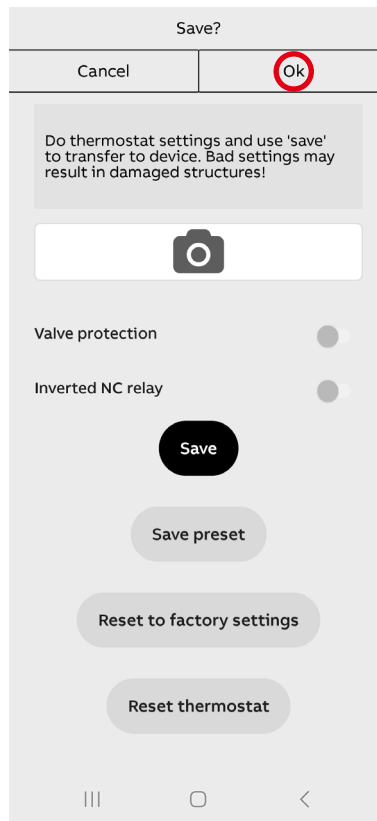 Save?
Cancel
Ok
Do thermostat settings and use 'save'
to transfer to device. Bad settings may
result in damaged structures!
Valve protection
Inverted NC relay
Save
Save preset
Reset to factory settings
Reset thermostat